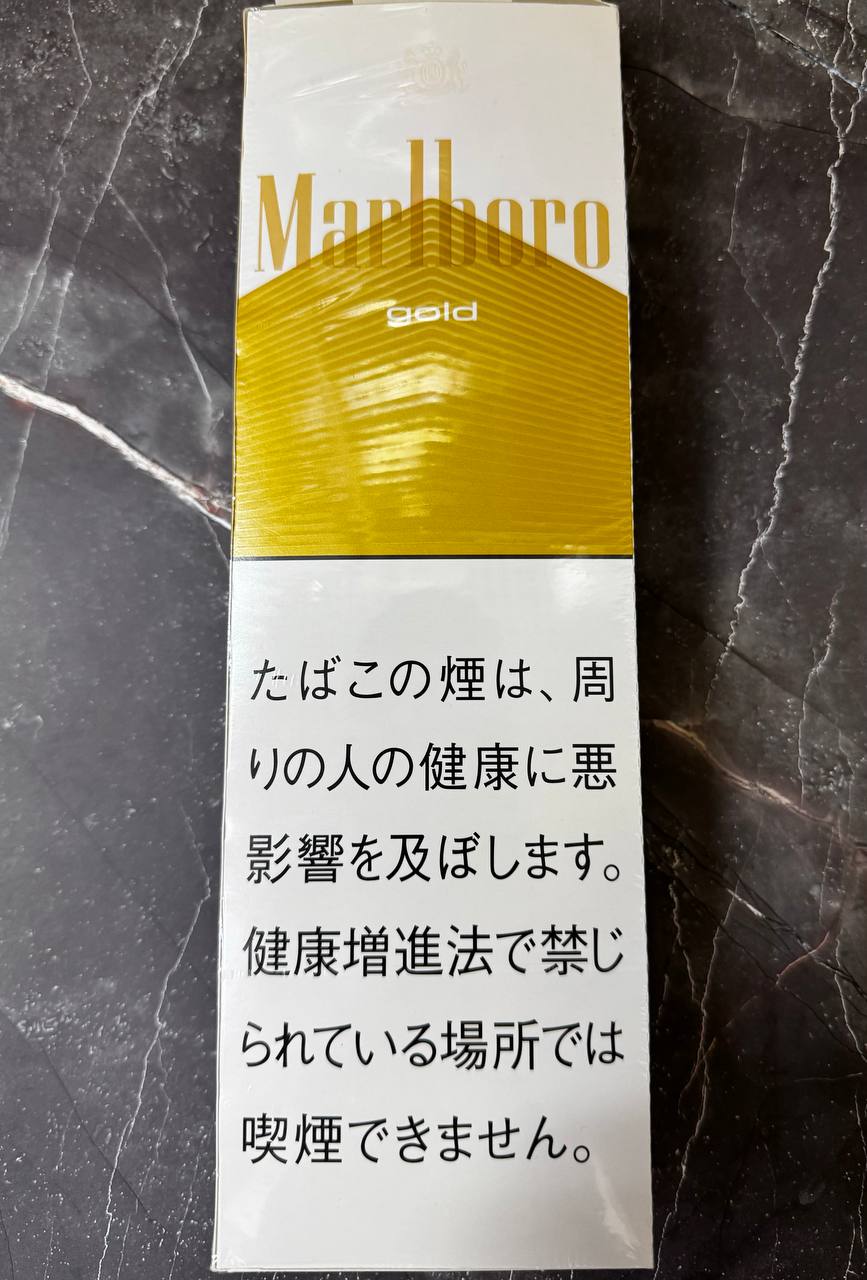 Marlboro
gold
たばこの煙は、周
りの人の健康に悪
影響を及ぼします。
健康増進法で禁じ
られている場所では
喫煙できません。